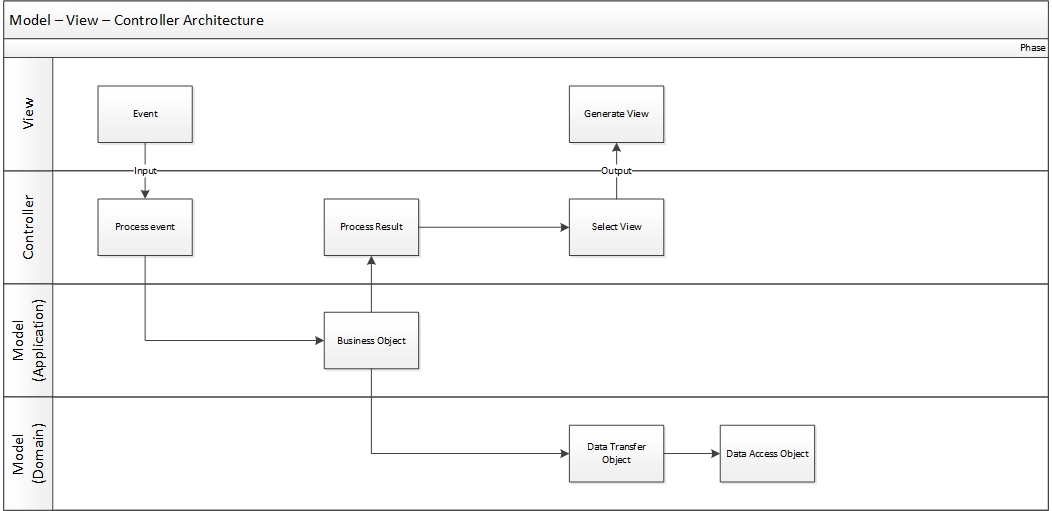 Model – View – Controller Architecture
Phase
View
Event
Generate View
Input
Output
Controller
Process event
Process Result
Select View
Model
(Application)
Business Object
Model
(Domain)
Data Transfer
Object
Data Access Object